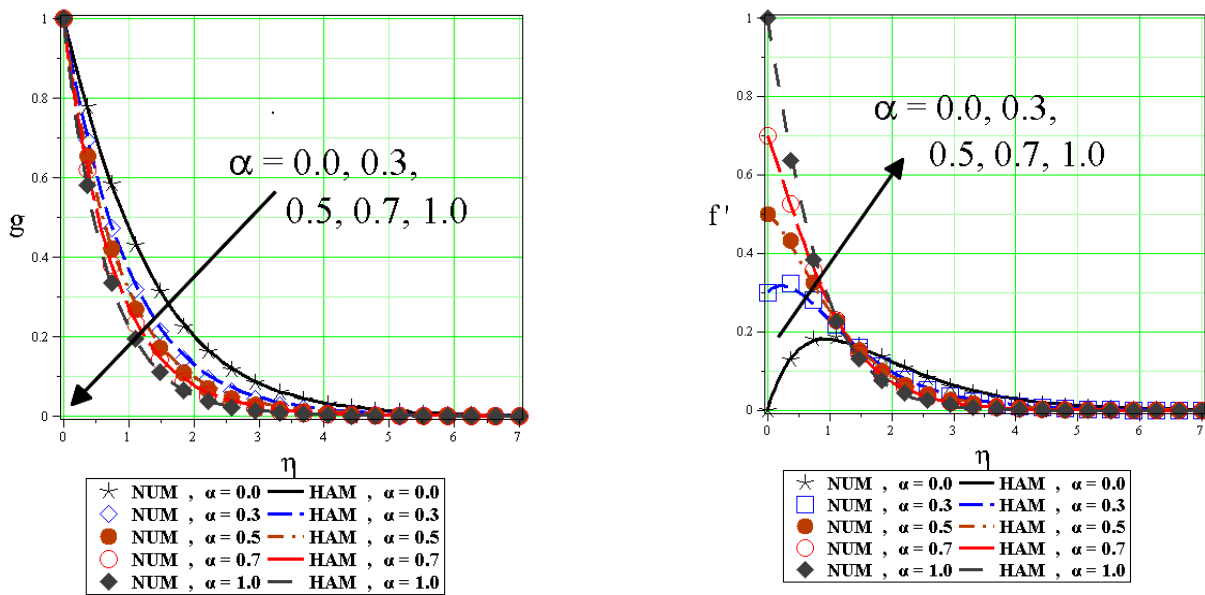 1
0.8
0.6
0.4
0.2
0
g
α = 0.0, 0.3,
0.5, 0.7, 1.0
0 1 2 3 4 5 6 7
η
NUM , α = 0.0 HAM , α = 0.0
NUM , α = 0.3 HAM , α = 0.3
NUM , α = 0.5 HAM , α = 0.5
NUM , α = 0.7 HAM , α = 0.7
NUM , α = 1.0 HAM , α = 1.0
1
0.8
0.6
0.4
0.2
0
f '
α = 0.0, 0.3,
0.5, 0.7, 1.0
0 1 2 3 4 5 6 7
η
NUM , α = 0.0 HAM , α = 0.0
NUM , α = 0.3 HAM , α = 0.3
NUM , α = 0.5 HAM , α = 0.5
NUM , α = 0.7 HAM , α = 0.7
NUM , α = 1.0 HAM , α = 1.0